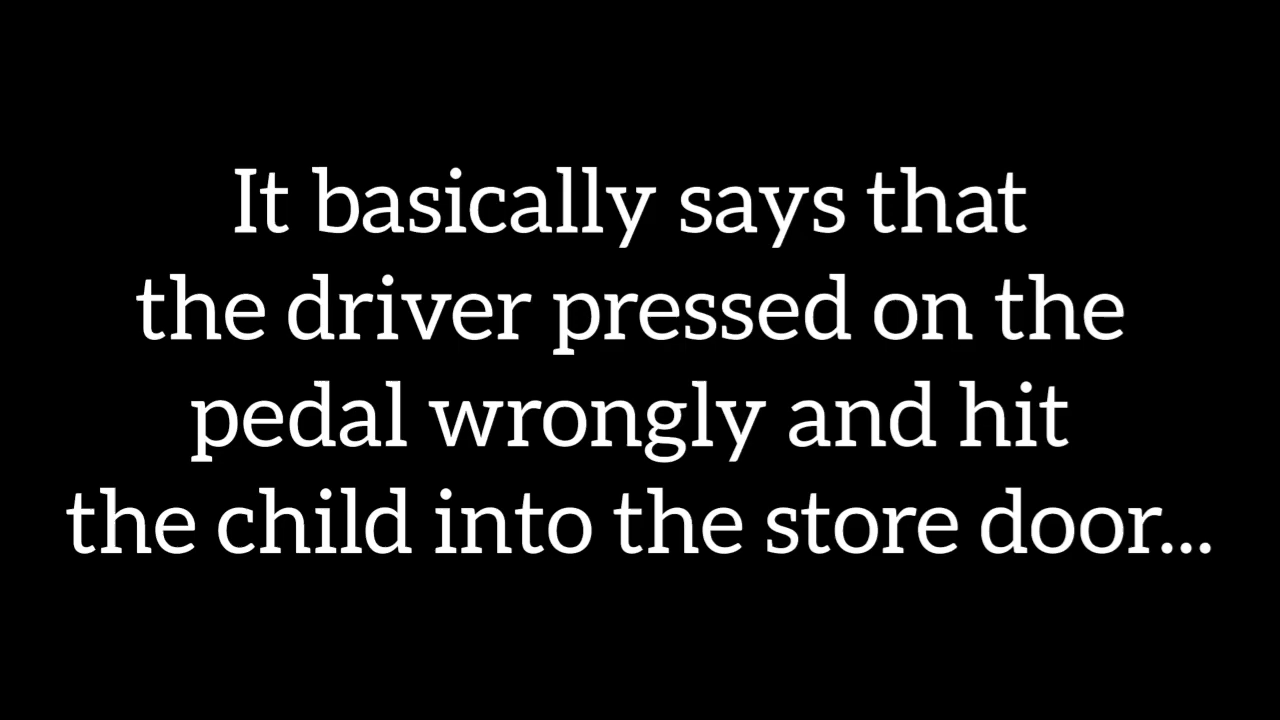 It basically says that
the driver pressed on the
pedal wrongly and hit
the child into the store door...